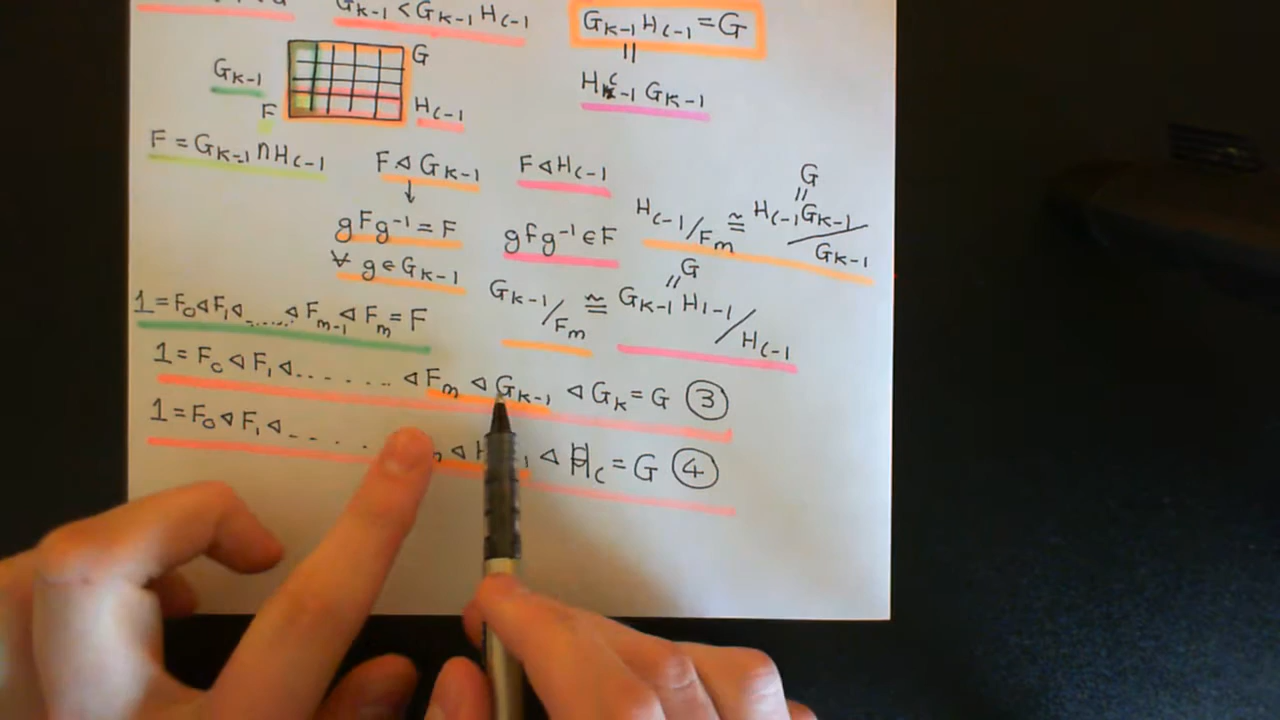 G_{K-1} < G_{K-1} H_{C-1}
G_{K-1} H_{C-1} = G
=
H_{C-1} G_{K-1}
G
G_{K-1}
H_{C-1}
F
F = G_{K-1} ∩ H_{C-1}
F ⊲ G_{K-1}
↓
gFg^{-1} = F
∀ g ∈ G_{K-1}
F ⊲ H_{C-1}
gfg^{-1} ∈ F
G
=
H_{C-1}/F_m ≅ H_{C-1} G_{K-1} / G_{K-1}
G
=
G_{K-1}/F_m ≅ G_{K-1} H_{1-1} / H_{C-1}
1 = F_0 ⊲ F_1 ⊲ ...... ⊲ F_{m-1} ⊲ F_m = F
1 = F_0 ⊲ F_1 ⊲ ....... ⊲ F_m ⊲ G_{K-1} ⊲ G_K = G ③
1 = F_0 ⊲ F_1 ⊲ ..... ⊲ H ⊲ H_C = G ④